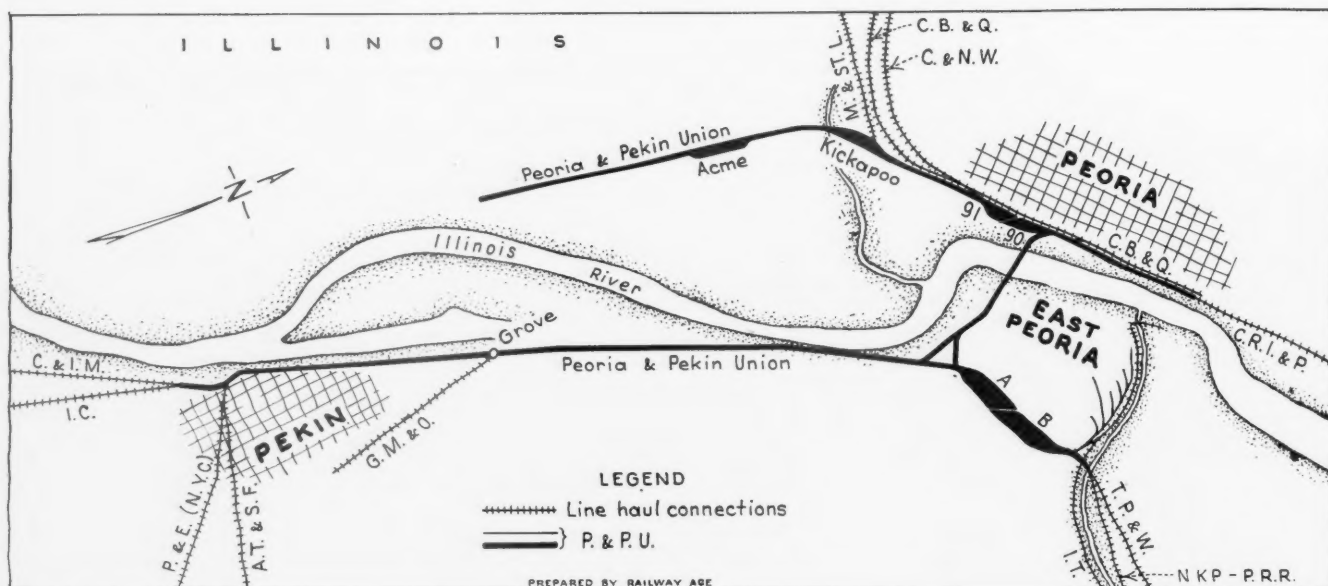 ILLINOIS
M. & ST. L.
C. B. & Q.
C. & N. W.
Peoria & Pekin Union
Acme
Kickapoo
PEORIA
N
91
90
C. B. & Q.
Illinois River
Grove
EAST PEORIA
C. R. I. & P.
C. & I. M.
Peoria & Pekin Union
I. C.
PEKIN
G. M. & O.
A
B
P. & E. (N. Y. C.)
A. T. & S. F.
LEGEND
Line haul connections
P. & P. U.
T. P. & W.
I. T.
NKP - P. R. R.
PREPARED BY RAILWAY AGE